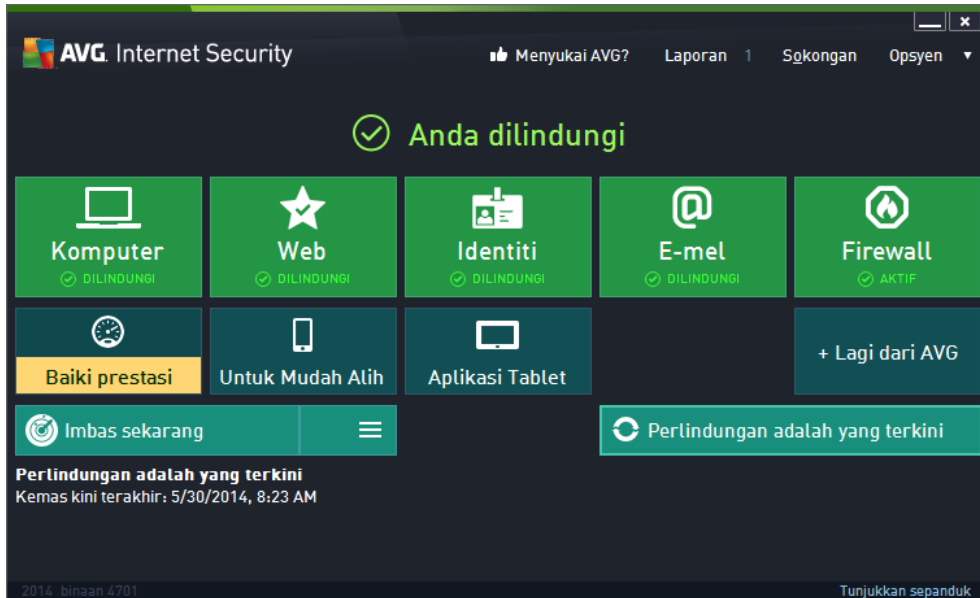 AVG. Internet Security
Menyukai AVG? Laporan 1 Sokongan Opsyen
Anda dilindungi
Komputer Web Identiti E-mel Firewall
DILINDUNGI DILINDUNGI DILINDUNGI DILINDUNGI AKTIF
Baiki prestasi Untuk Mudah Alih Aplikasi Tablet + Lagi dari AVG
Imbas sekarang Perlindungan adalah yang terkini
Perlindungan adalah yang terkini
Kemas kini terakhir: 5/30/2014, 8:23 AM
2014 binaan 4701 Tunjukkan sepanduk